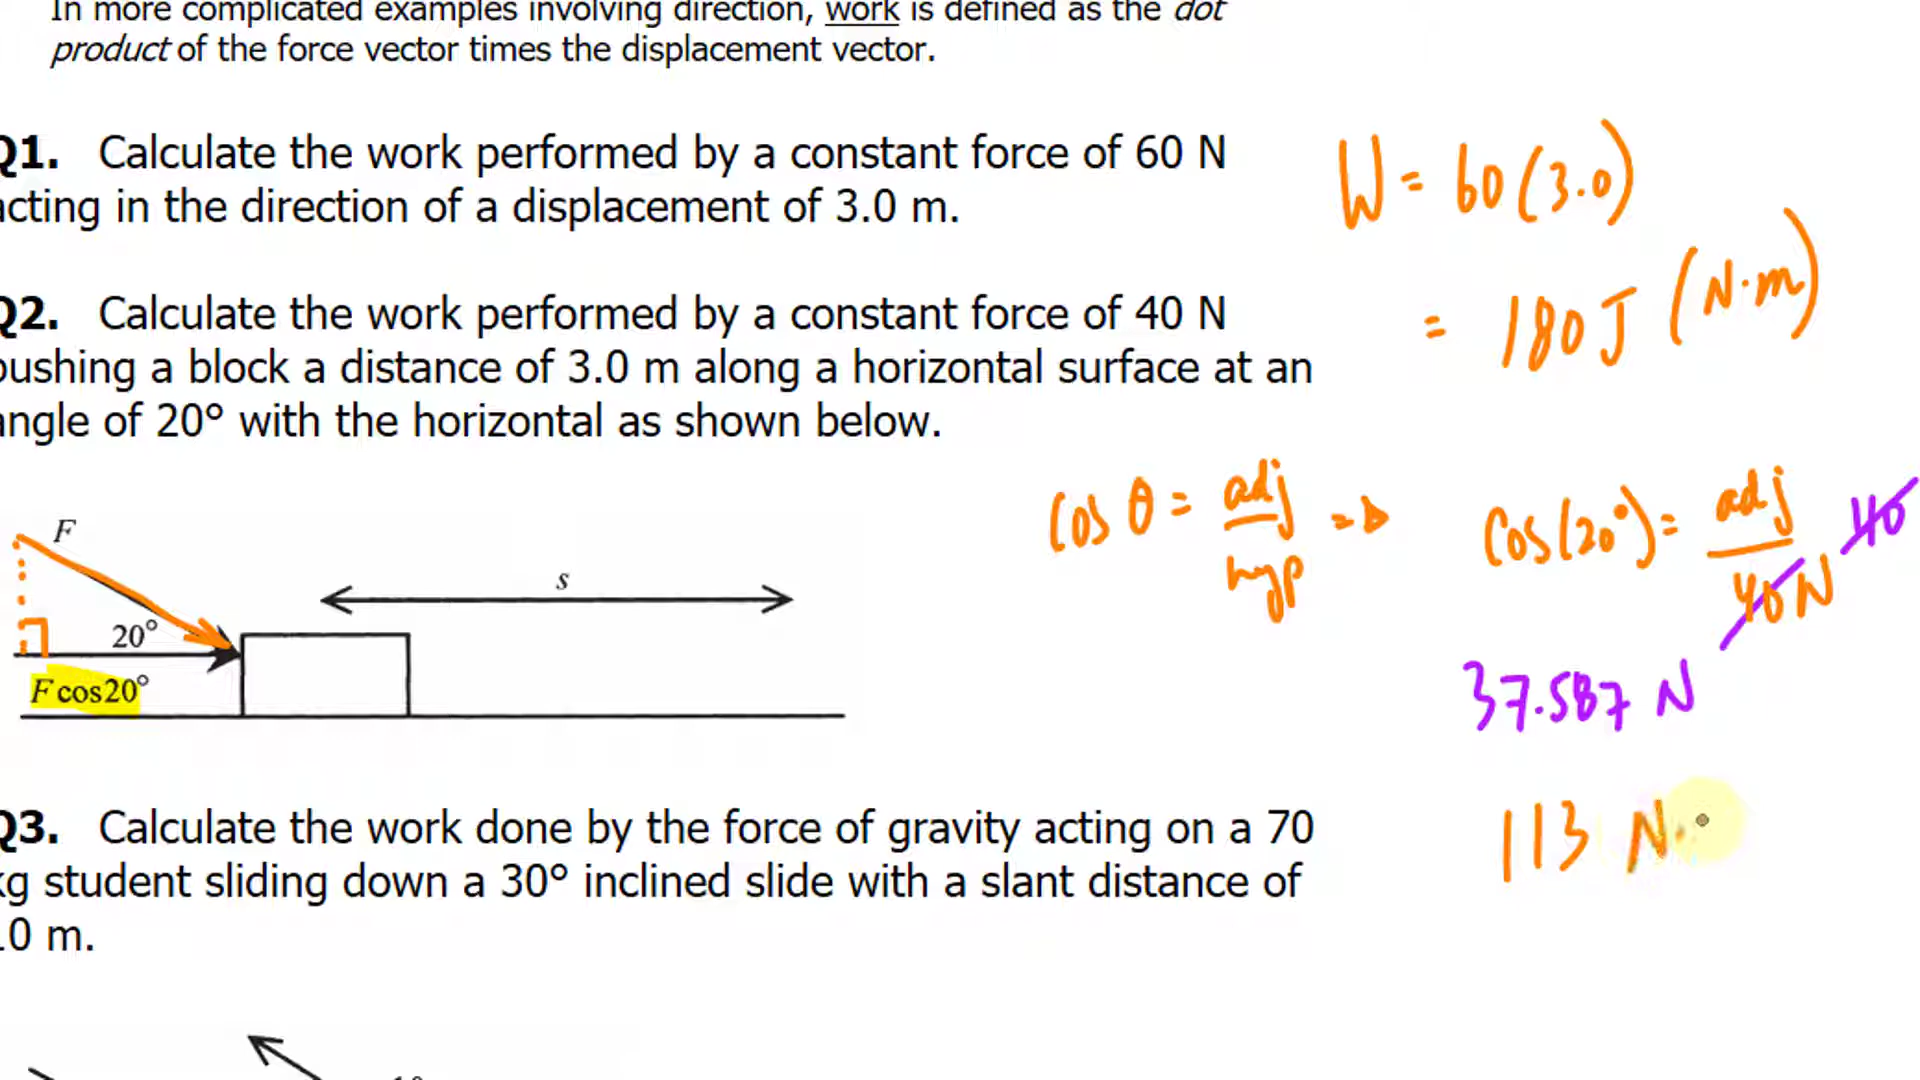 In more complicated examples involving direction, work is defined as the dot
product of the force vector times the displacement vector.
Q1. Calculate the work performed by a constant force of 60 N
acting in the direction of a displacement of 3.0 m.
W = 60 (3.0)
= 180 J (N·m)
Q2. Calculate the work performed by a constant force of 40 N
pushing a block a distance of 3.0 m along a horizontal surface at an
angle of 20° with the horizontal as shown below.
cos θ = adj/hyp => cos(20°) = adj/40N 40
F
s
20°
F cos20°
37.587 N
113 N·
Q3. Calculate the work done by the force of gravity acting on a 70
kg student sliding down a 30° inclined slide with a slant distance of
.0 m.